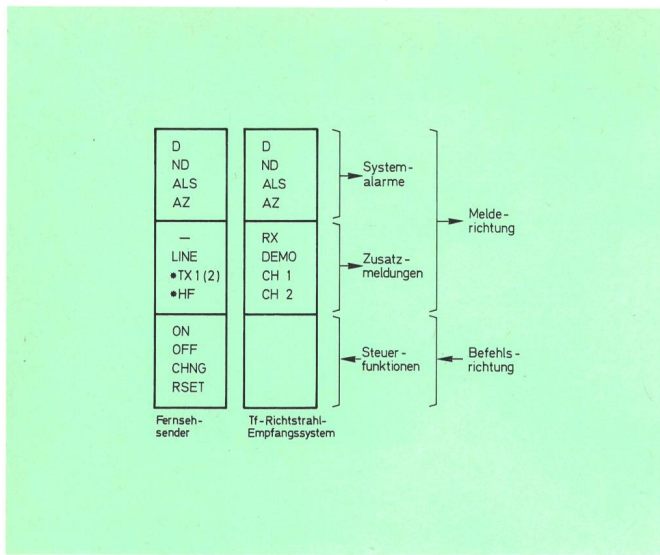 D
ND
ALS
AZ
D
ND
ALS
AZ
System-
alarme
Melde-
richtung
—
LINE
*TX 1 (2)
*HF
RX
DEMO
CH 1
CH 2
Zusatz-
meldungen
ON
OFF
CHNG
RSET
Steuer-
funktionen
Befehls-
richtung
Fernseh-
sender
Tf-Richtstrahl-
Empfangssystem